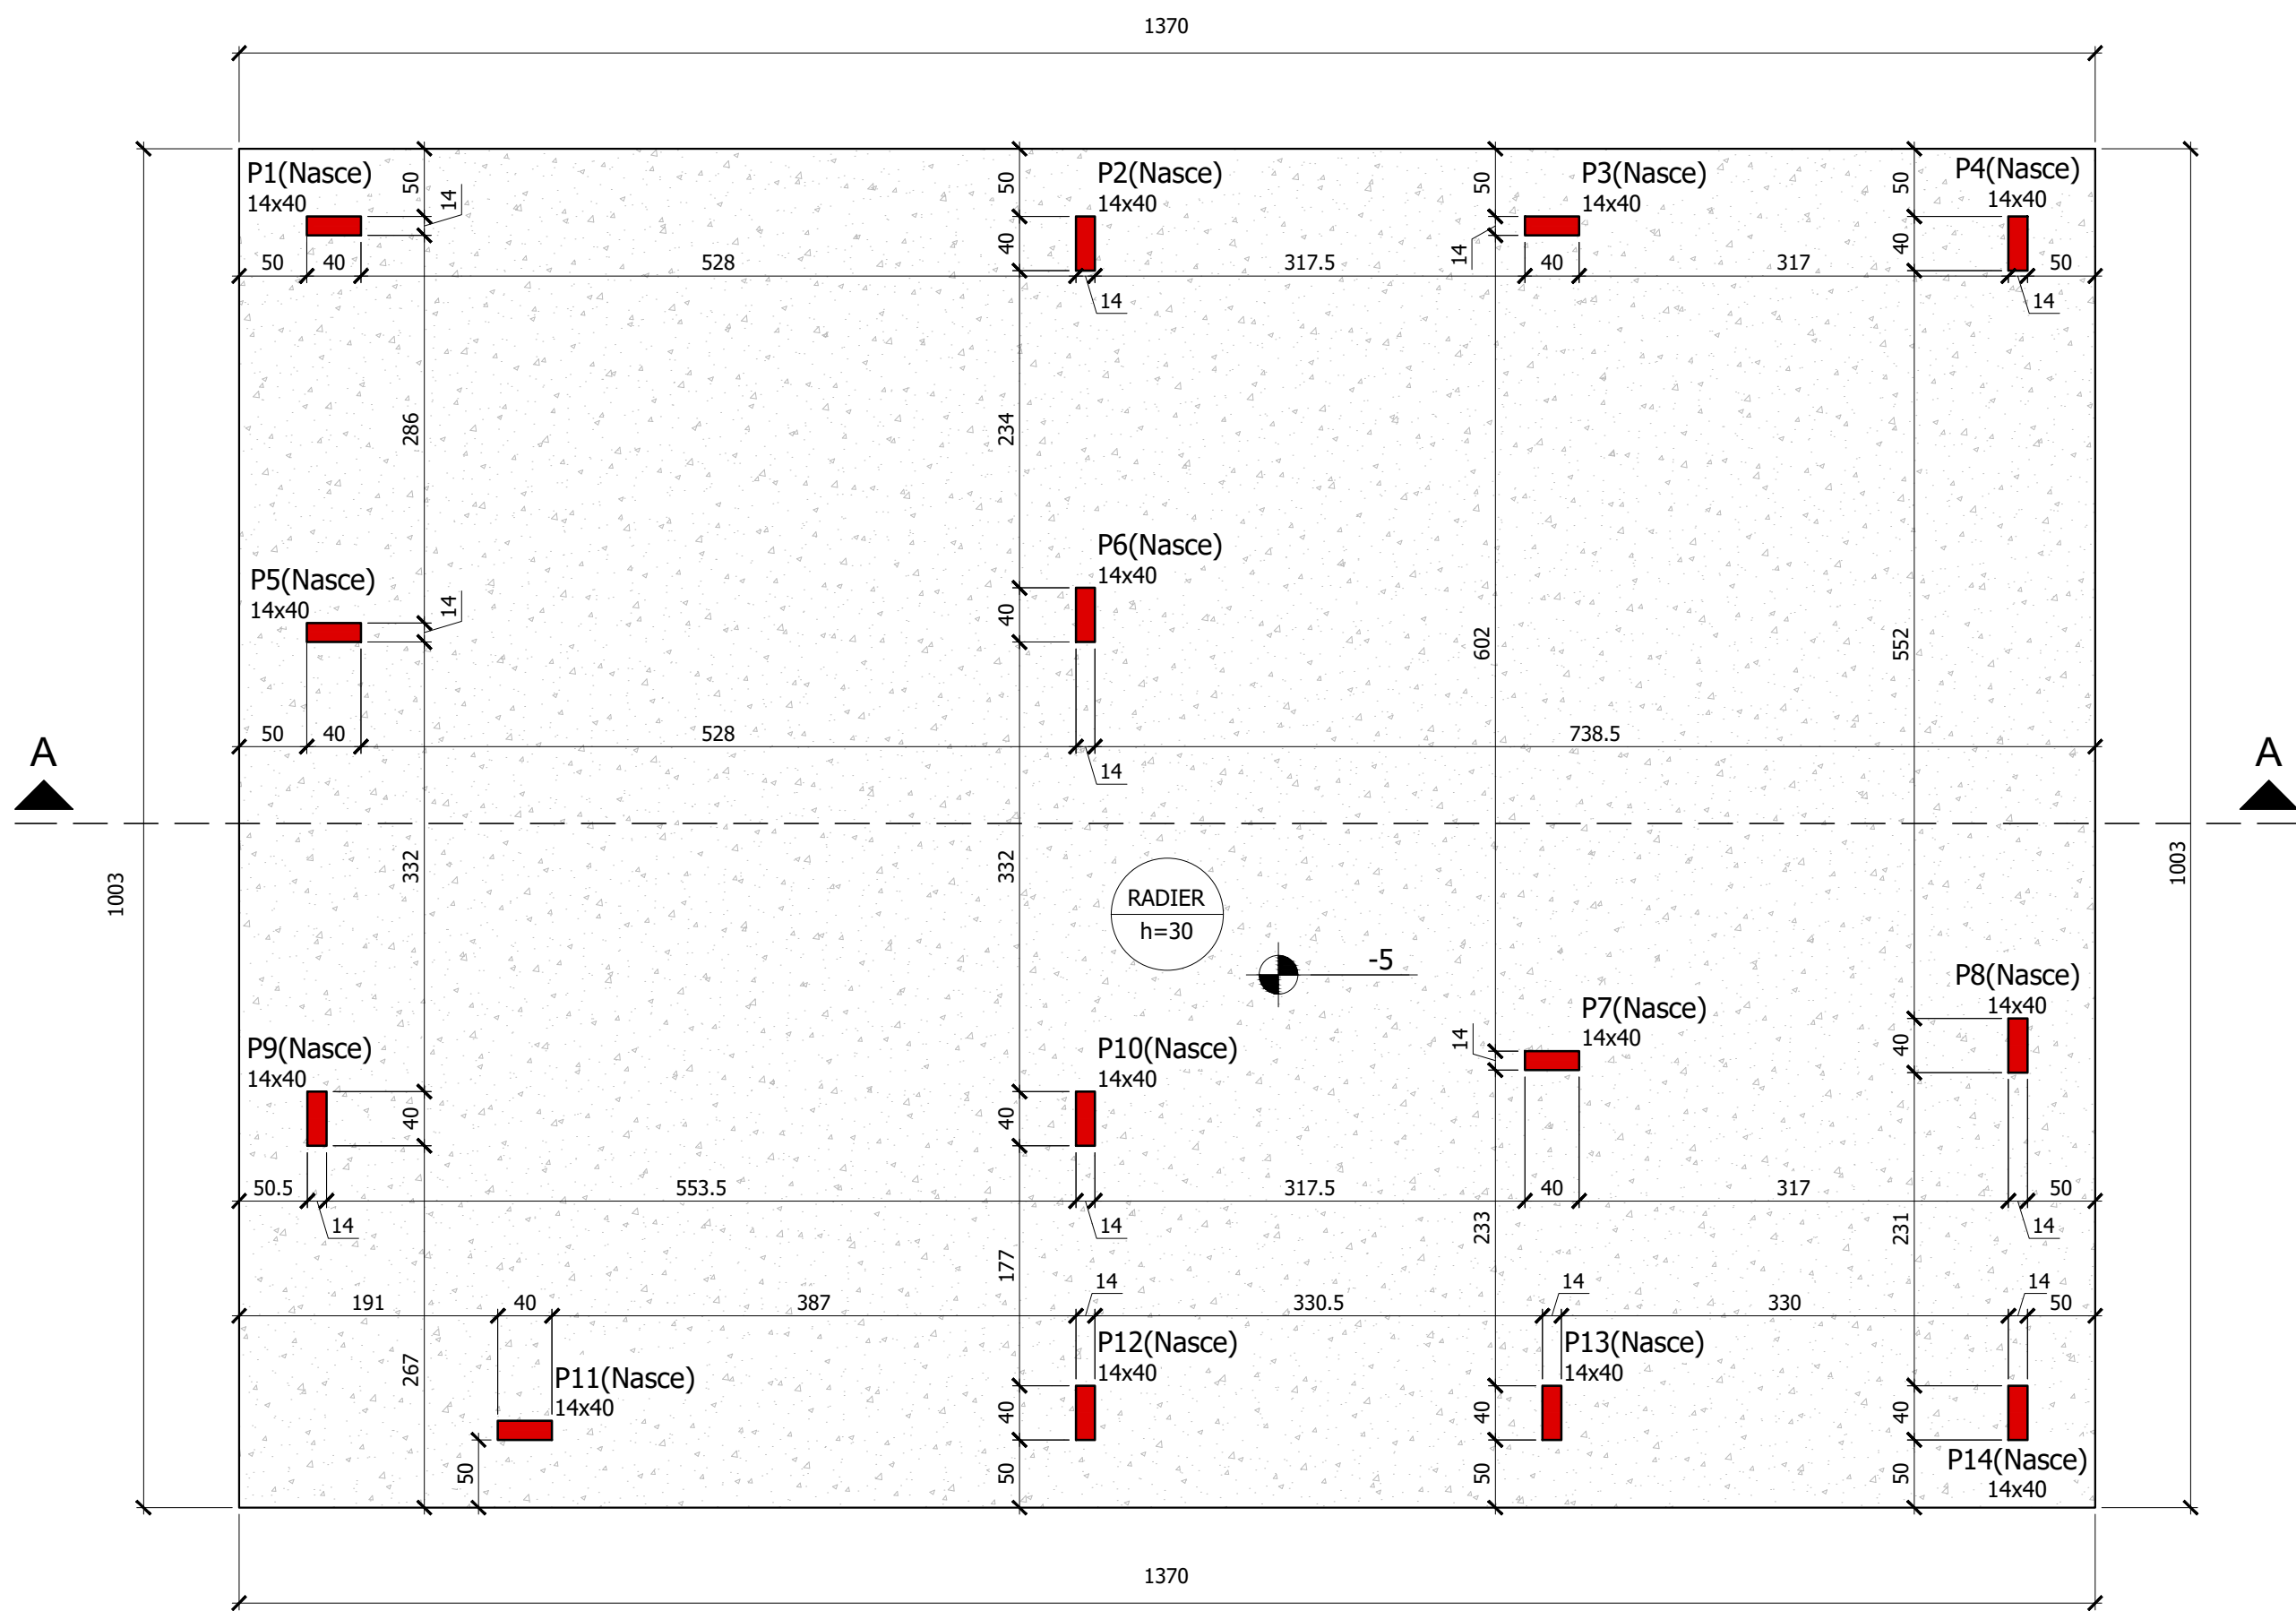 1370
P1(Nasce)
14x40
50
14
50
P2(Nasce)
14x40
50
P3(Nasce)
14x40
50
P4(Nasce)
14x40
40
14
40
50
40
528
317.5
40
317
50
14
14
286
234
602
552
P5(Nasce)
14x40
14
P6(Nasce)
14x40
40
50
40
528
738.5
14
A
A
1003
332
332
1003
RADIER
h=30
-5
P9(Nasce)
14x40
40
P10(Nasce)
14x40
40
14
P7(Nasce)
14x40
P8(Nasce)
14x40
40
50.5
553.5
317.5
40
317
50
14
14
14
233
231
177
14
14
14
191
40
387
330.5
330
50
267
P11(Nasce)
14x40
P12(Nasce)
14x40
P13(Nasce)
14x40
40
40
40
P14(Nasce)
14x40
50
50
50
50
1370